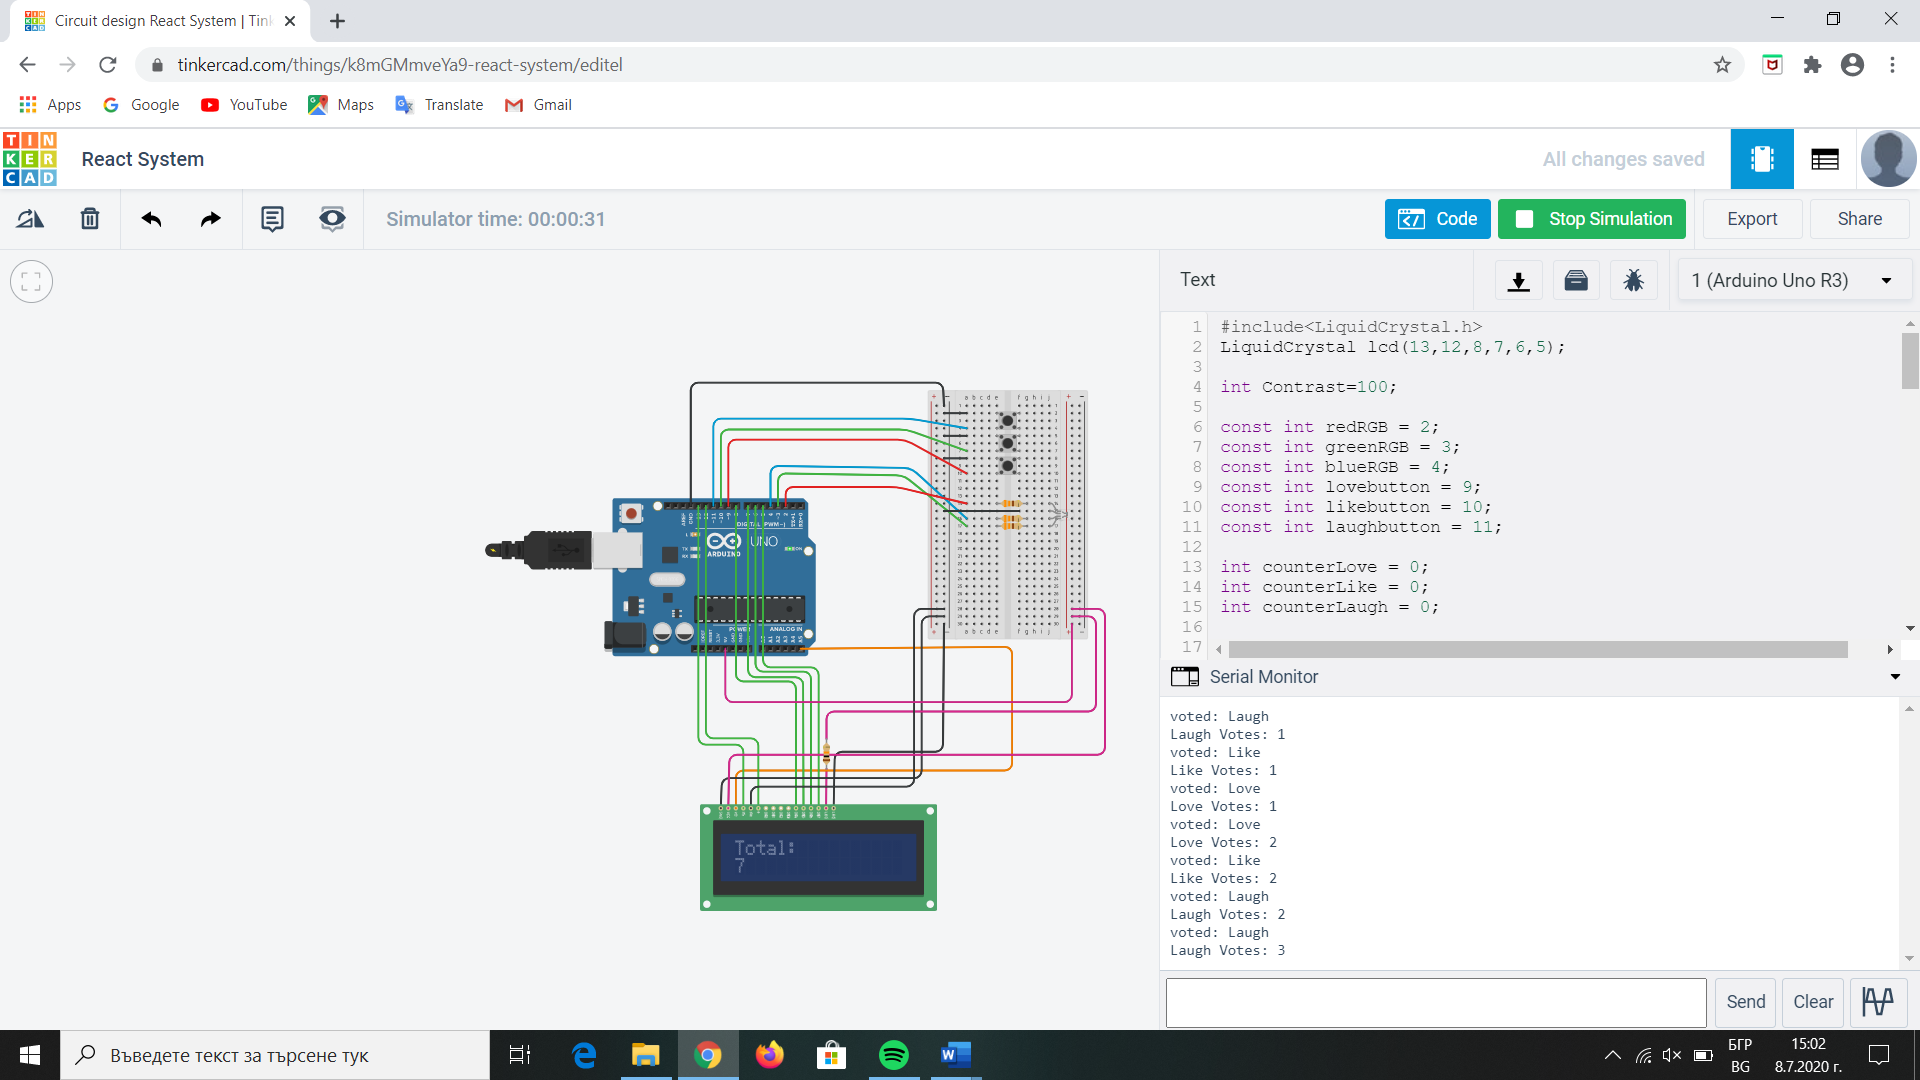 Circuit design React System | Tin
tinkercad.com/things/k8mGMmveYa9-react-system/editel
Apps Google YouTube Maps Translate Gmail
TIN
KER
CAD
React System
All changes saved
Simulator time: 00:00:31
Code
Stop Simulation
Export
Share
Text
1 (Arduino Uno R3)
1 #include<LiquidCrystal.h>
2 LiquidCrystal lcd(13,12,8,7,6,5);
3
4 int Contrast=100;
5
6 const int redRGB = 2;
7 const int greenRGB = 3;
8 const int blueRGB = 4;
9 const int lovebutton = 9;
10 const int likebutton = 10;
11 const int laughbutton = 11;
12
13 int counterLove = 0;
14 int counterLike = 0;
15 int counterLaugh = 0;
16
17
UNO
ARDUINO
ANALOG IN
Total:
7
Serial Monitor
voted: Laugh
Laugh Votes: 1
voted: Like
Like Votes: 1
voted: Love
Love Votes: 1
voted: Love
Love Votes: 2
voted: Like
Like Votes: 2
voted: Laugh
Laugh Votes: 2
voted: Laugh
Laugh Votes: 3
Send
Clear
Въведете текст за търсене тук
БГР
BG
15:02
8.7.2020 г.